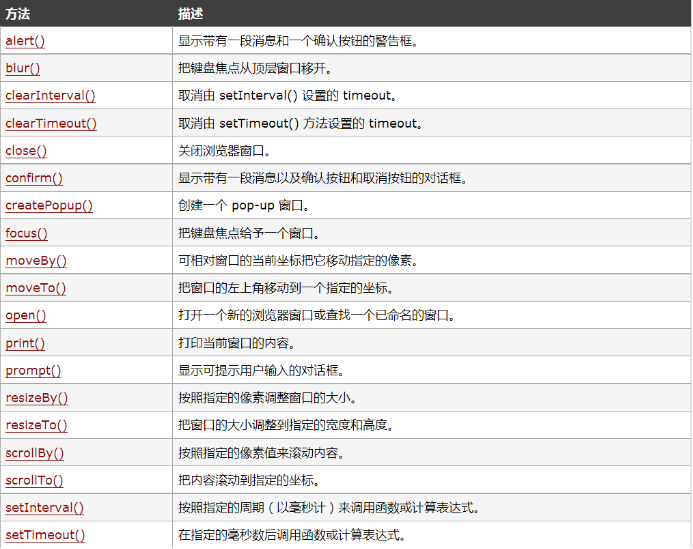 方法 描述
alert() 显示带有一段消息和一个确认按钮的警告框。
blur() 把键盘焦点从顶层窗口移开。
clearInterval() 取消由 setInterval() 设置的 timeout。
clearTimeout() 取消由 setTimeout() 方法设置的 timeout。
close() 关闭浏览器窗口。
confirm() 显示带有一段消息以及确认按钮和取消按钮的对话框。
createPopup() 创建一个 pop-up 窗口。
focus() 把键盘焦点给予一个窗口。
moveBy() 可相对窗口的当前坐标把它移动指定的像素。
moveTo() 把窗口的左上角移动到一个指定的坐标。
open() 打开一个新的浏览器窗口或查找一个已命名的窗口。
print() 打印当前窗口的内容。
prompt() 显示可提示用户输入的对话框。
resizeBy() 按照指定的像素调整窗口的大小。
resizeTo() 把窗口的大小调整到指定的宽度和高度。
scrollBy() 按照指定的像素值来滚动内容。
scrollTo() 把内容滚动到指定的坐标。
setInterval() 按照指定的周期（以毫秒计）来调用函数或计算表达式。
setTimeout() 在指定的毫秒数后调用函数或计算表达式。